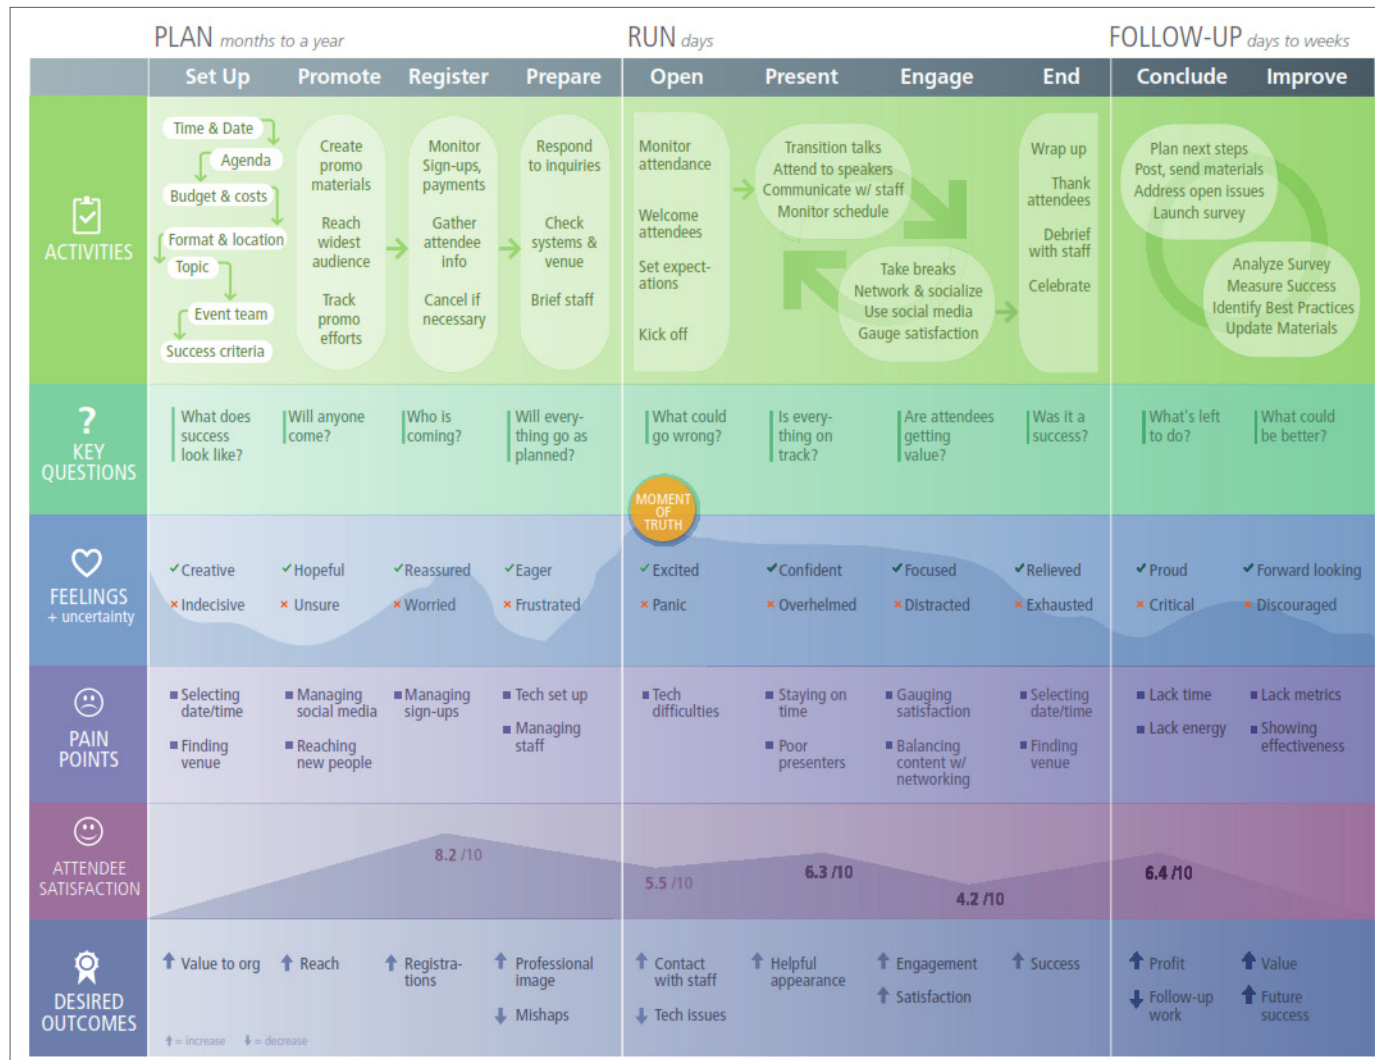 PLAN months to a year
RUN days
FOLLOW-UP days to weeks
Set Up
Promote
Register
Prepare
Open
Present
Engage
End
Conclude
Improve
ACTIVITIES
Time & Date
Agenda
Budget & costs
Format & location
Topic
Event team
Success criteria
Create
promo
materials
Reach
widest
audience
Track
promo
efforts
Monitor
Sign-ups,
payments
Gather
attendee
info
Cancel if
necessary
Respond
to inquiries
Check
systems &
venue
Brief staff
Monitor
attendance
Welcome
attendees
Set expect-
ations
Kick off
Transition talks
Attend to speakers
Communicate w/ staff
Monitor schedule
Take breaks
Network & socialize
Use social media
Gauge satisfaction
Wrap up
Thank
attendees
Debrief
with staff
Celebrate
Plan next steps
Post, send materials
Address open issues
Launch survey
Analyze Survey
Measure Success
Identify Best Practices
Update Materials
?
KEY
QUESTIONS
What does
success
look like?
Will anyone
come?
Who is
coming?
Will every-
thing go as
planned?
What could
go wrong?
Is every-
thing on
track?
Are attendees
getting
value?
Was it a
success?
What's left
to do?
What could
be better?
MOMENT
OF
TRUTH
FEELINGS
+ uncertainty
Creative
Indecisive
Hopeful
Unsure
Reassured
Worried
Eager
Frustrated
Excited
Panic
Confident
Overhelmed
Focused
Distracted
Relieved
Exhausted
Proud
Critical
Forward looking
Discouraged
PAIN
POINTS
Selecting
date/time
Finding
venue
Managing
social media
Reaching
new people
Managing
sign-ups
Tech set up
Managing
staff
Tech
difficulties
Staying on
time
Poor
presenters
Gauging
satisfaction
Balancing
content w/
networking
Selecting
date/time
Finding
venue
Lack time
Lack energy
Lack metrics
Showing
effectiveness
ATTENDEE
SATISFACTION
8.2 /10
5.5 /10
6.3 /10
4.2 /10
6.4 /10
DESIRED
OUTCOMES
Value to org
Reach
Registra-
tions
Professional
image
Mishaps
Contact
with staff
Tech issues
Helpful
appearance
Engagement
Satisfaction
Success
Profit
Follow-up
work
Value
Future
success
= increase = decrease